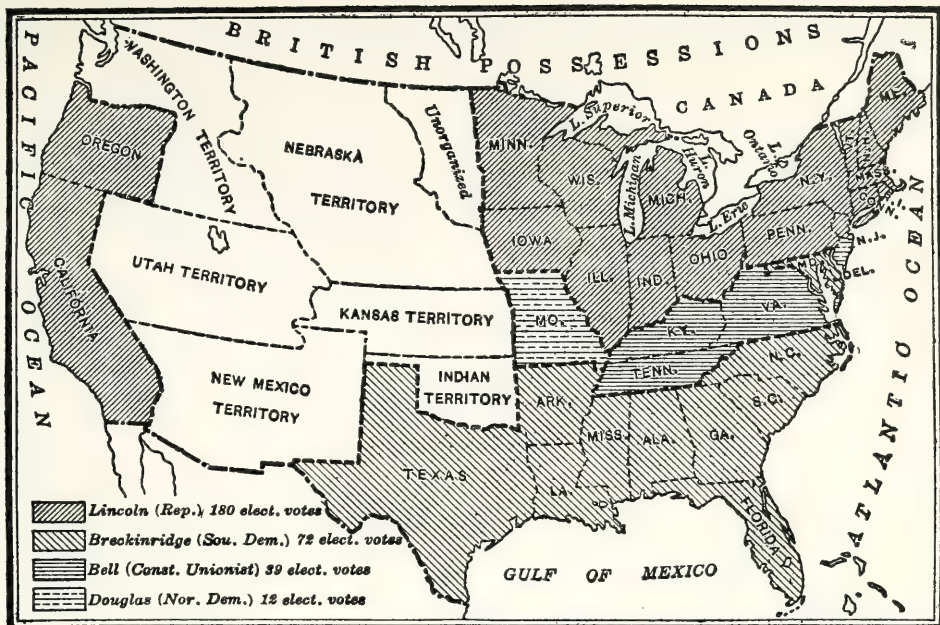 BRITISH POSSESSIONS
CANADA
PACIFIC OCEAN
ATLANTIC OCEAN
GULF OF MEXICO
WASHINGTON TERRITORY
OREGON
CALIFORNIA
NEBRASKA
TERRITORY
Unorganized
UTAH TERRITORY
KANSAS TERRITORY
NEW MEXICO
TERRITORY
INDIAN
TERRITORY
TEXAS
MINN.
WIS.
IOWA
MO.
ARK.
LA.
L. Superior
L. Michigan
L. Huron
L. Erie
L. Ontario
MICH.
ILL.
IND.
OHIO
KY.
TENN.
MISS.
ALA.
GA.
FLORIDA
S.C.
N.C.
VA.
MD.
DEL.
N.J.
PENN.
N.Y.
VT.
N.H.
ME.
MASS.
CONN.
R.I.
Lincoln (Rep.) 180 elect. votes
Breckinridge (Sou. Dem.) 72 elect. votes
Bell (Const. Unionist) 39 elect. votes
Douglas (Nor. Dem.) 12 elect. votes